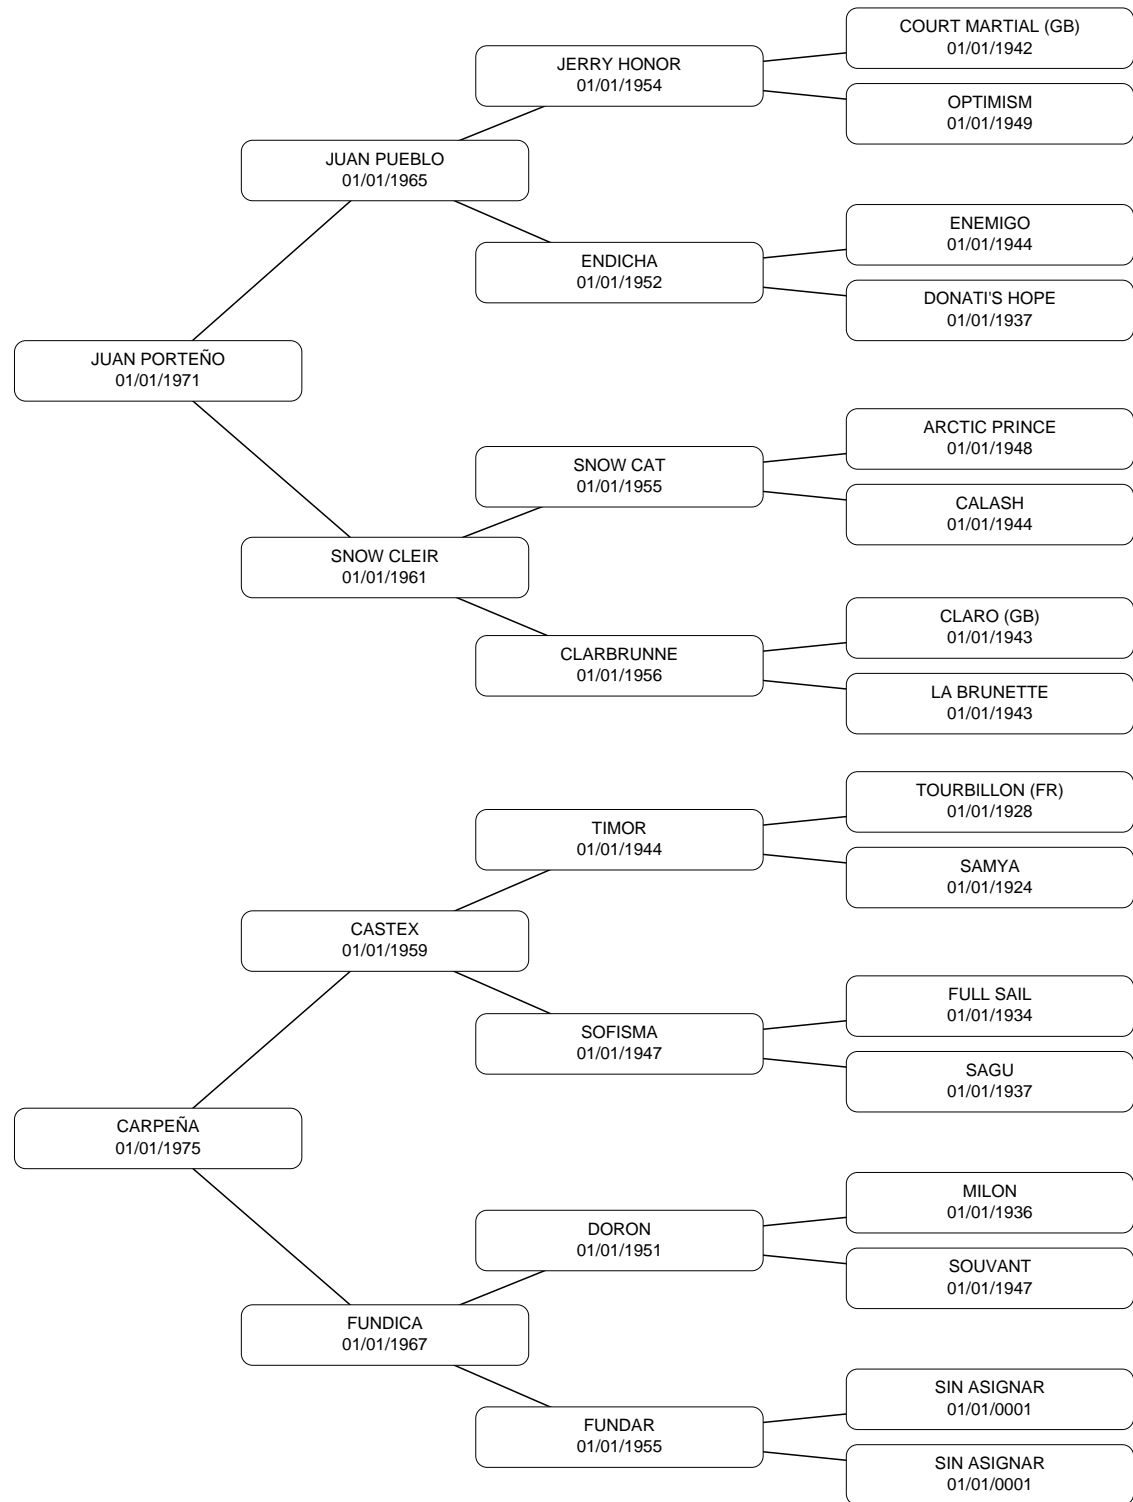 COURT MARTIAL (GB)
01/01/1942
JERRY HONOR
01/01/1954
OPTIMISM
01/01/1949
JUAN PUEBLO
01/01/1965
ENEMIGO
01/01/1944
ENDICHA
01/01/1952
DONATI'S HOPE
01/01/1937
JUAN PORTEÑO
01/01/1971
ARCTIC PRINCE
01/01/1948
SNOW CAT
01/01/1955
CALASH
01/01/1944
SNOW CLEIR
01/01/1961
CLARO (GB)
01/01/1943
CLARBRUNNE
01/01/1956
LA BRUNETTE
01/01/1943
TOURBILLON (FR)
01/01/1928
TIMOR
01/01/1944
SAMYA
01/01/1924
CASTEX
01/01/1959
FULL SAIL
01/01/1934
SOFISMA
01/01/1947
SAGU
01/01/1937
CARPEÑA
01/01/1975
MILON
01/01/1936
DORON
01/01/1951
SOUVANT
01/01/1947
FUNDICA
01/01/1967
SIN ASIGNAR
01/01/0001
FUNDAR
01/01/1955
SIN ASIGNAR
01/01/0001